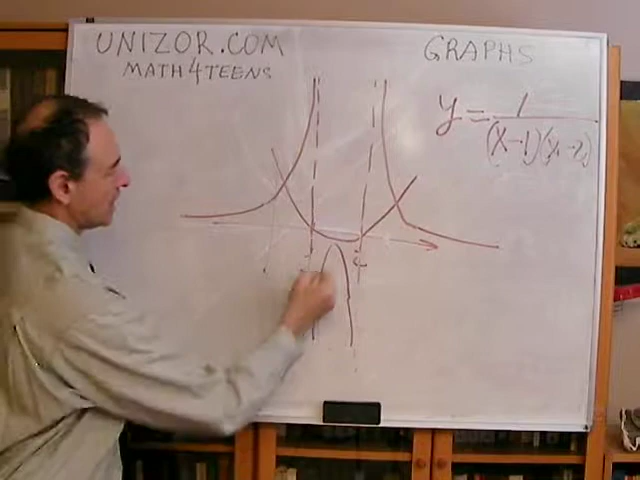 UNIZOR.COM
MATH4TEENS
GRAPHS
y = 1
(x-1)(x-2)